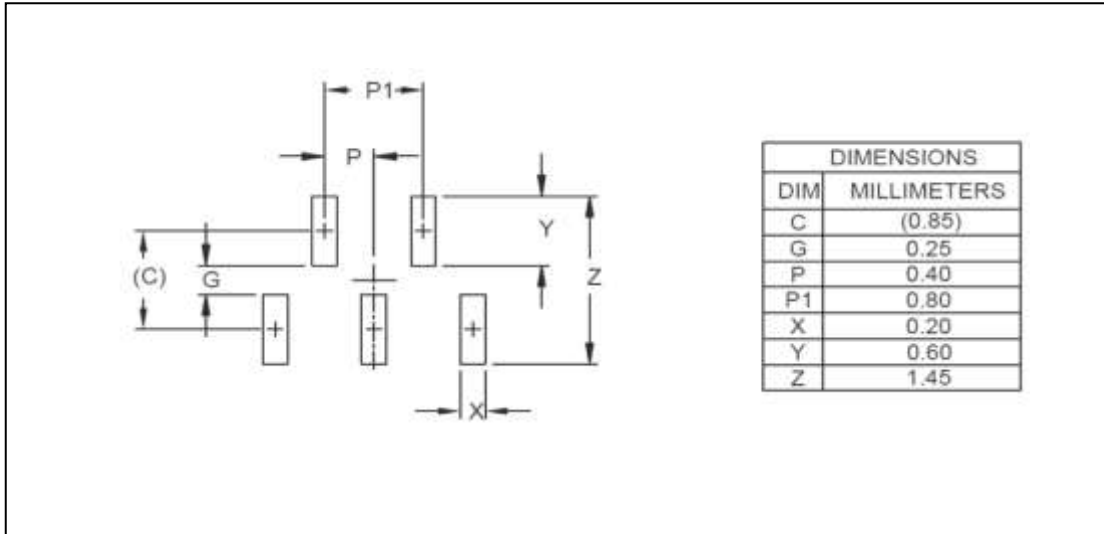 P1
P
Y
(C)
G
Z
X
DIMENSIONS
DIM MILLIMETERS
C (0.85)
G 0.25
P 0.40
P1 0.80
X 0.20
Y 0.60
Z 1.45